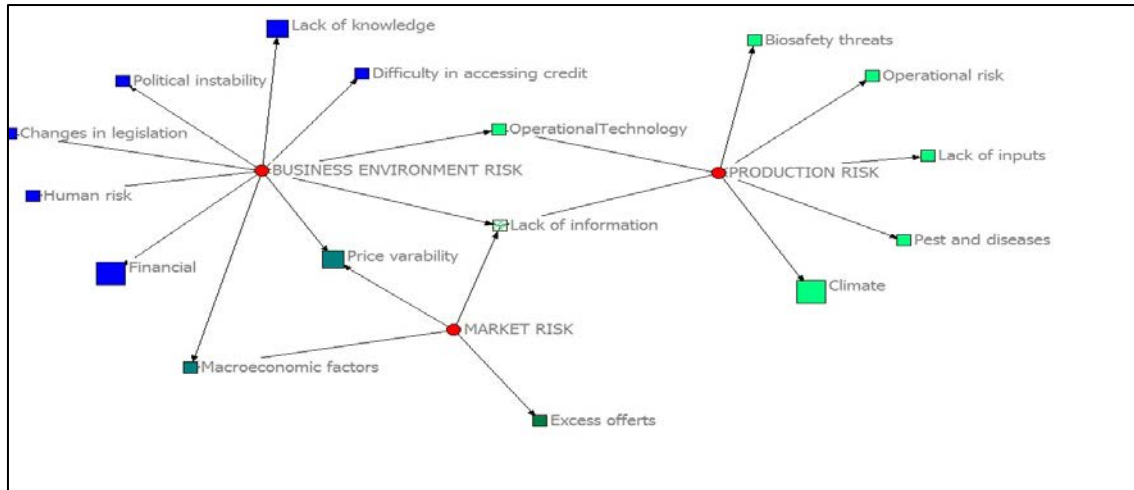 Lack of knowledge
Biosafety threats
Political instability
Difficulty in accessing credit
Operational risk
Changes in legislation
OperationalTechnology
Lack of inputs
BUSINESS ENVIRONMENT RISK
PRODUCTION RISK
Human risk
Lack of information
Pest and diseases
Price varability
Financial
Climate
MARKET RISK
Macroeconomic factors
Excess offerts